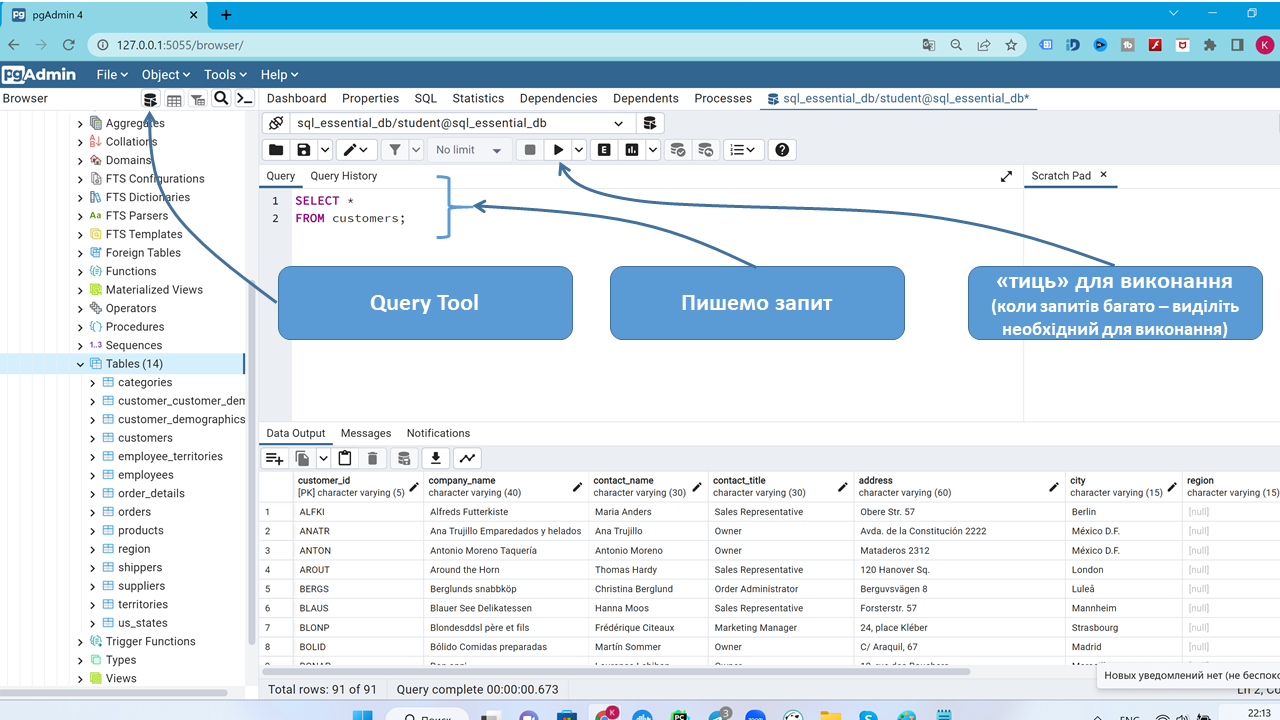 pgAdmin 4
127.0.0.1:5055/browser/
pgAdmin File Object Tools Help
Browser
Dashboard Properties SQL Statistics Dependencies Dependents Processes sql_essential_db/student@sql_essential_db*
sql_essential_db/student@sql_essential_db
No limit
Query Query History
Scratch Pad
1 SELECT *
2 FROM customers;
Aggregates
Collations
Domains
FTS Configurations
FTS Dictionaries
FTS Parsers
FTS Templates
Foreign Tables
Functions
Materialized Views
Operators
Procedures
1..3 Sequences
Tables (14)
categories
customer_customer_den
customer_demographics
customers
employee_territories
employees
order_details
orders
products
region
shippers
suppliers
territories
us_states
Trigger Functions
Types
Views
Query Tool
Пишемо запит
«тиць» для виконання
(коли запитів багато – виділіть
необхідний для виконання)
Data Output Messages Notifications
customer_id company_name contact_name contact_title address city region
[PK] character varying (5) character varying (40) character varying (30) character varying (30) character varying (60) character varying (15) character varying (15)
1 ALFKI Alfreds Futterkiste Maria Anders Sales Representative Obere Str. 57 Berlin [null]
2 ANATR Ana Trujillo Emparedados y helados Ana Trujillo Owner Avda. de la Constitución 2222 México D.F. [null]
3 ANTON Antonio Moreno Taquería Antonio Moreno Owner Mataderos 2312 México D.F. [null]
4 AROUT Around the Horn Thomas Hardy Sales Representative 120 Hanover Sq. London [null]
5 BERGS Berglunds snabbköp Christina Berglund Order Administrator Berguvsvägen 8 Luleå [null]
6 BLAUS Blauer See Delikatessen Hanna Moos Sales Representative Forsterstr. 57 Mannheim [null]
7 BLONP Blondesddsl père et fils Frédérique Citeaux Marketing Manager 24, place Kléber Strasbourg [null]
8 BOLID Bólido Comidas preparadas Martín Sommer Owner C/ Araquil, 67 Madrid [null]
Total rows: 91 of 91 Query complete 00:00:00.673
Новых уведомлений нет (не беспок
Ln 2, Co
Поиск
ENG
22:13